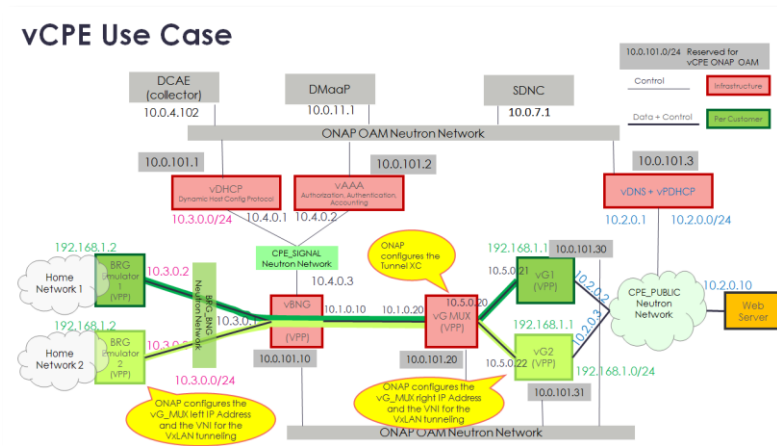 vCPE Use Case
10.0.101.0/24 Reserved for
vCPE ONAP OAM
Control
Infrastructure
Data + Control
Per Customer
DCAE
(collector)
10.0.4.102
DMaaP
10.0.11.1
SDNC
10.0.7.1
ONAP OAM Neutron Network
10.0.101.1
10.0.101.2
10.0.101.3
vDHCP
Dynamic Host Config Protocol
vAAA
Authorization, Authentication,
Accounting
vDNS + vPDHCP
10.3.0.0/24
10.4.0.1
10.4.0.2
10.2.0.1
10.2.0.0/24
CPE_SIGNAL
Neutron Network
10.4.0.3
ONAP
configures the
Tunnel XC
192.168.1.2
192.168.1.1
10.0.101.30
Home
Network 1
BRG
Simulator
1
(VPP)
10.3.0.2
BRG_BNG
Neutron Network
10.3.0.1
vBNG
(VPP)
10.1.0.10
10.1.0.20
vG MUX
(VPP)
10.5.0.20
10.5.0.21
vG1
(VPP)
10.2.0.2
CPE_PUBLIC
Neutron
Network
10.2.0.10
Web
Server
192.168.1.2
Home
Network 2
BRG
Simulator
2
(VPP)
10.3.0.0/24
10.0.101.10
10.0.101.20
10.5.0.22
192.168.1.1
vG2
(VPP)
10.2.0.3
192.168.1.0/24
10.0.101.31
ONAP configures the
vG_MUX left IP Address
and the VNI for the
VxLAN tunneling
ONAP configures the
vG_MUX right IP Address
and the VNI for the
VxLAN tunneling
ONAP OAM Neutron Network